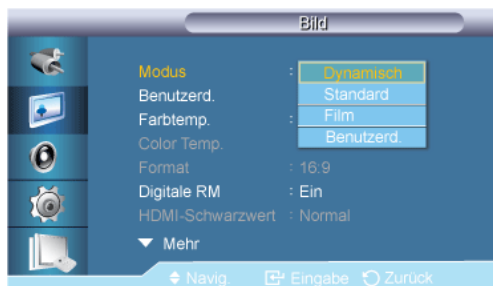 Bild
Modus : Dynamisch
Standard
Benutzerd.
Film
Farbtemp. :
Benutzerd.
Color Temp.
Format : 16:9
Digitale RM : Ein
HDMI-Schwarzwert : Normal
Mehr
Navig. Eingabe Zurück